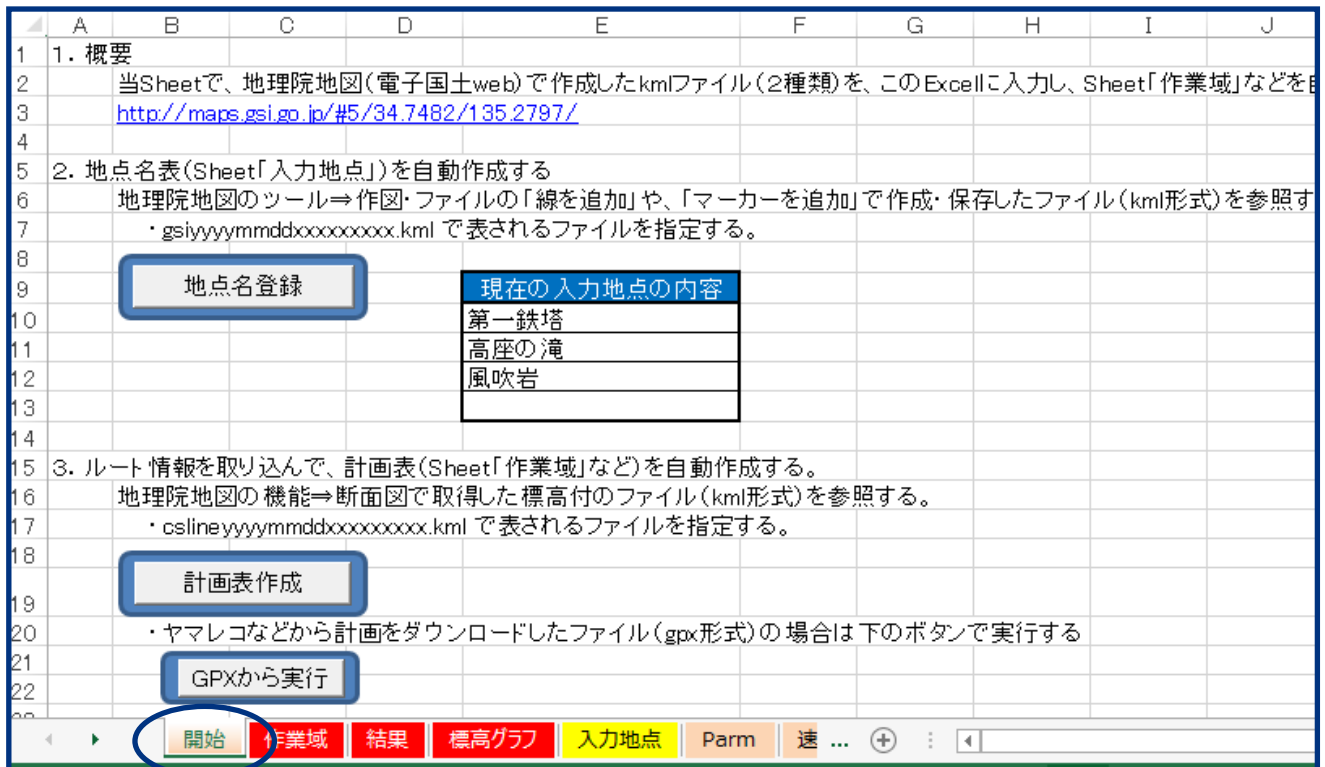 A B C D E F G H I J
1 1. 概要
2 当Sheetで、地理院地図(電子国土web)で作成したkmlファイル(2種類)を、このExcelに入力し、Sheet「作業域」などを
3 http://maps.gsi.go.jp/#5/34.7482/135.2797/
4
5 2. 地点名表(Sheet「入力地点」)を自動作成する
6 地理院地図のツール⇒作図・ファイルの「線を追加」や、「マーカーを追加」で作成・保存したファイル(kml形式)を参照す
7 ・gsiyyyymmddxxxxxxxxx.kml で表されるファイルを指定する。
8
9 地点名登録 現在の入力地点の内容
10 第一鉄塔
11 高座の滝
12 風吹岩
13
14
15 3. ルート情報を取り込んで、計画表(Sheet「作業域」など)を自動作成する。
16 地理院地図の機能⇒断面図で取得した標高付のファイル(kml形式)を参照する。
17 ・cslineyyyymmddxxxxxxxxx.kml で表されるファイルを指定する。
18
計画表作成
19
20 ・ヤマレコなどから計画をダウンロードしたファイル(gpx形式)の場合は下のボタンで実行する
21
GPXから実行
22
開始 作業域 結果 標高グラフ 入力地点 Parm 速 ...